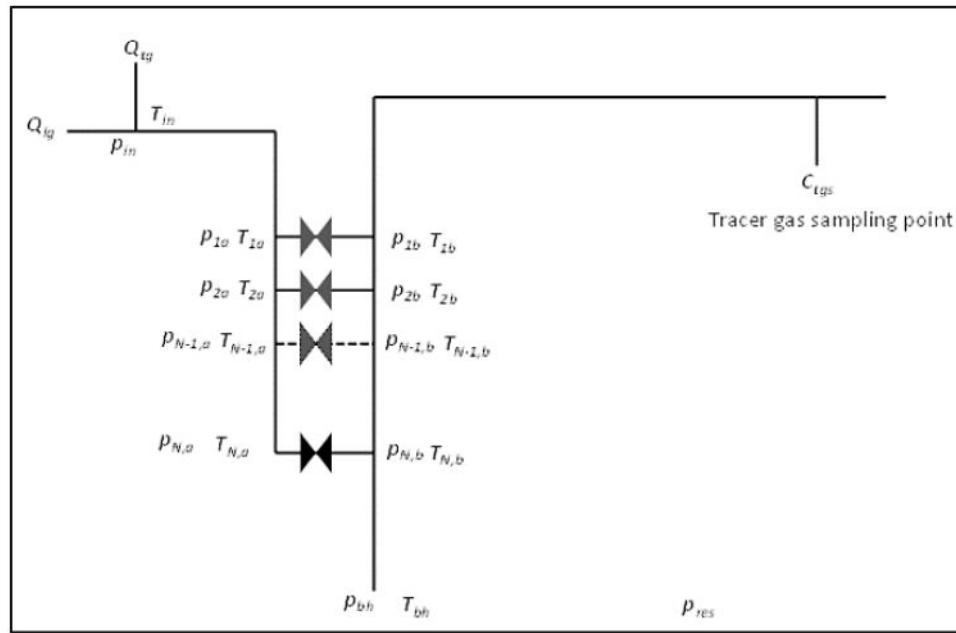 Q_tg
Q_ig T_in
p_in
C_tgs
Tracer gas sampling point
p_1a T_1a p_1b T_1b
p_2a T_2a p_2b T_2b
p_N-1,a T_N-1,a p_N-1,b T_N-1,b
p_N,a T_N,a p_N,b T_N,b
p_bh T_bh p_res